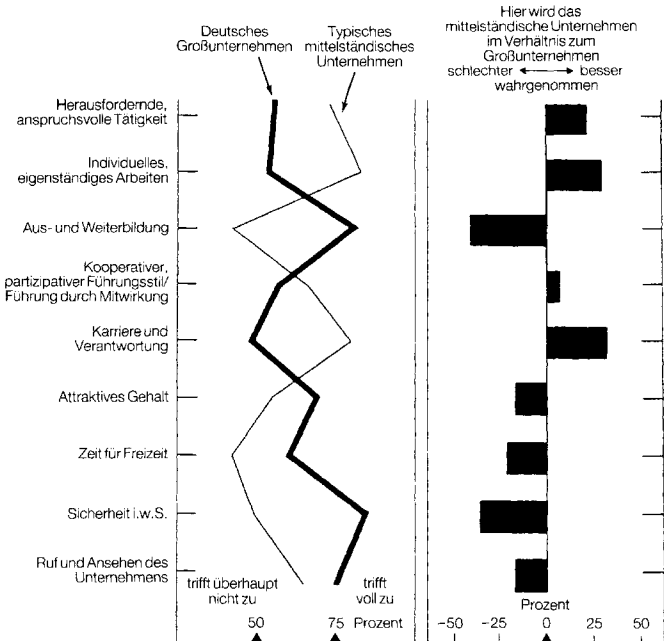 Deutsches
Großunternehmen
Typisches
mittelständisches
Unternehmen
Hier wird das
mittelständische Unternehmen
im Verhältnis zum
Großunternehmen
schlechter besser
wahrgenommen
Herausfordernde,
anspruchsvolle Tätigkeit
Individuelles,
eigenständiges Arbeiten
Aus- und Weiterbildung
Kooperativer,
partizipativer Führungsstil/
Führung durch Mitwirkung
Karriere und
Verantwortung
Attraktives Gehalt
Zeit für Freizeit
Sicherheit i.w.S.
Ruf und Ansehen des
Unternehmens
trifft überhaupt
nicht zu
trifft
voll zu
50 75 Prozent
Prozent
-50 -25 0 25 50